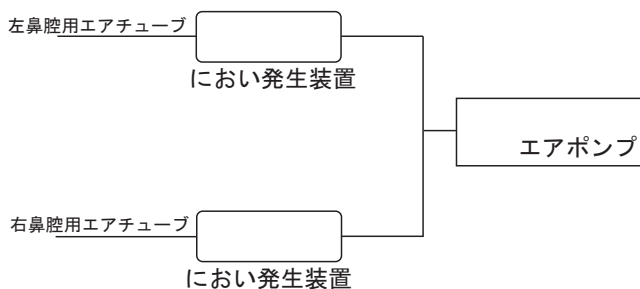 左鼻腔用エアチューブ
におい発生装置
エアポンプ
右鼻腔用エアチューブ
におい発生装置